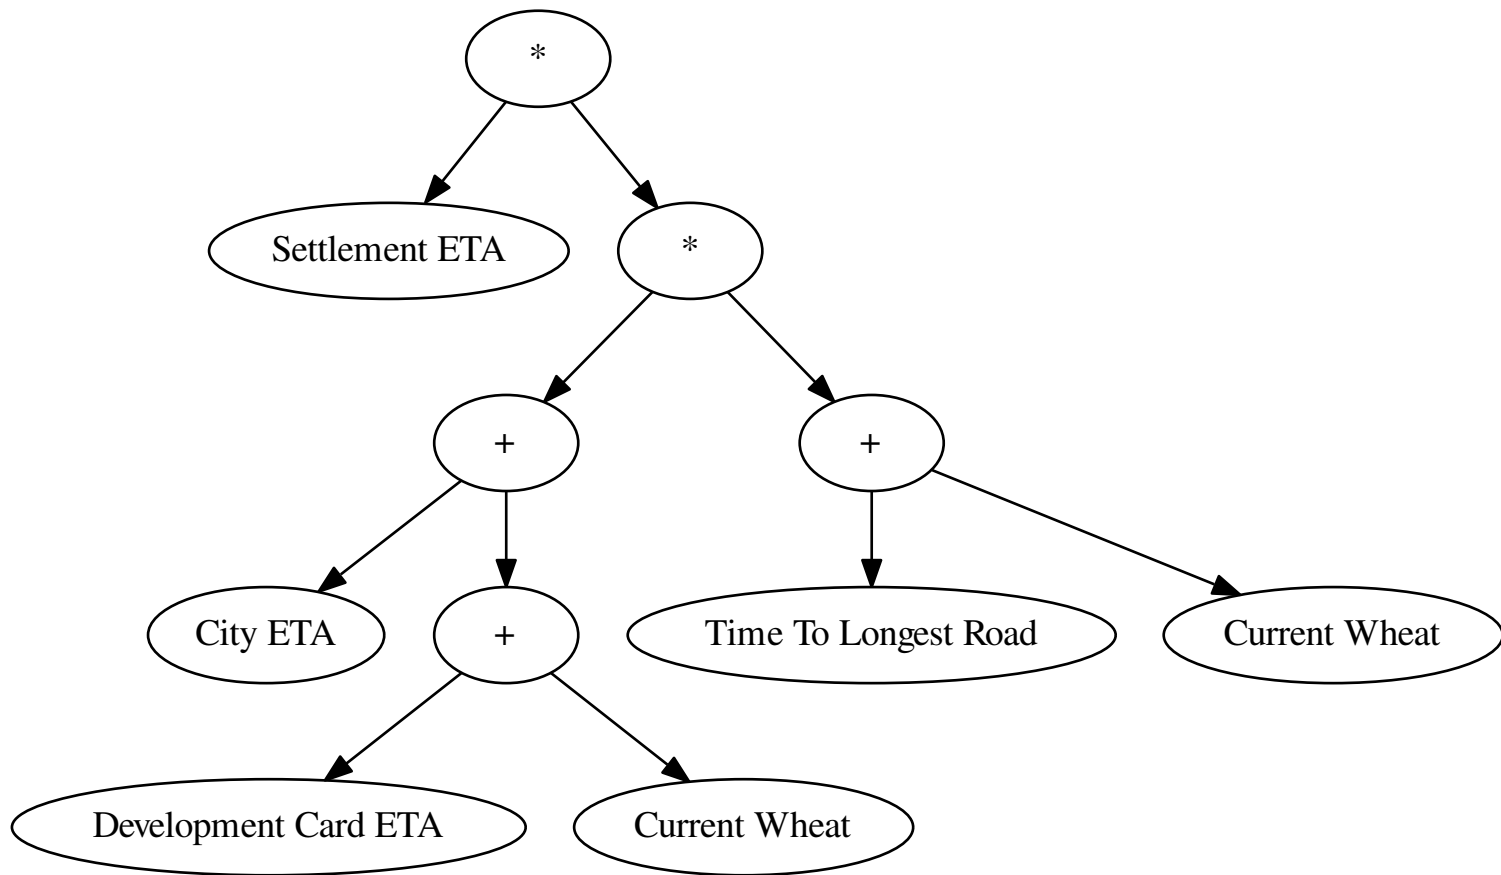 *
Settlement ETA
*
+
+
City ETA
+
Time To Longest Road
Current Wheat
Development Card ETA
Current Wheat